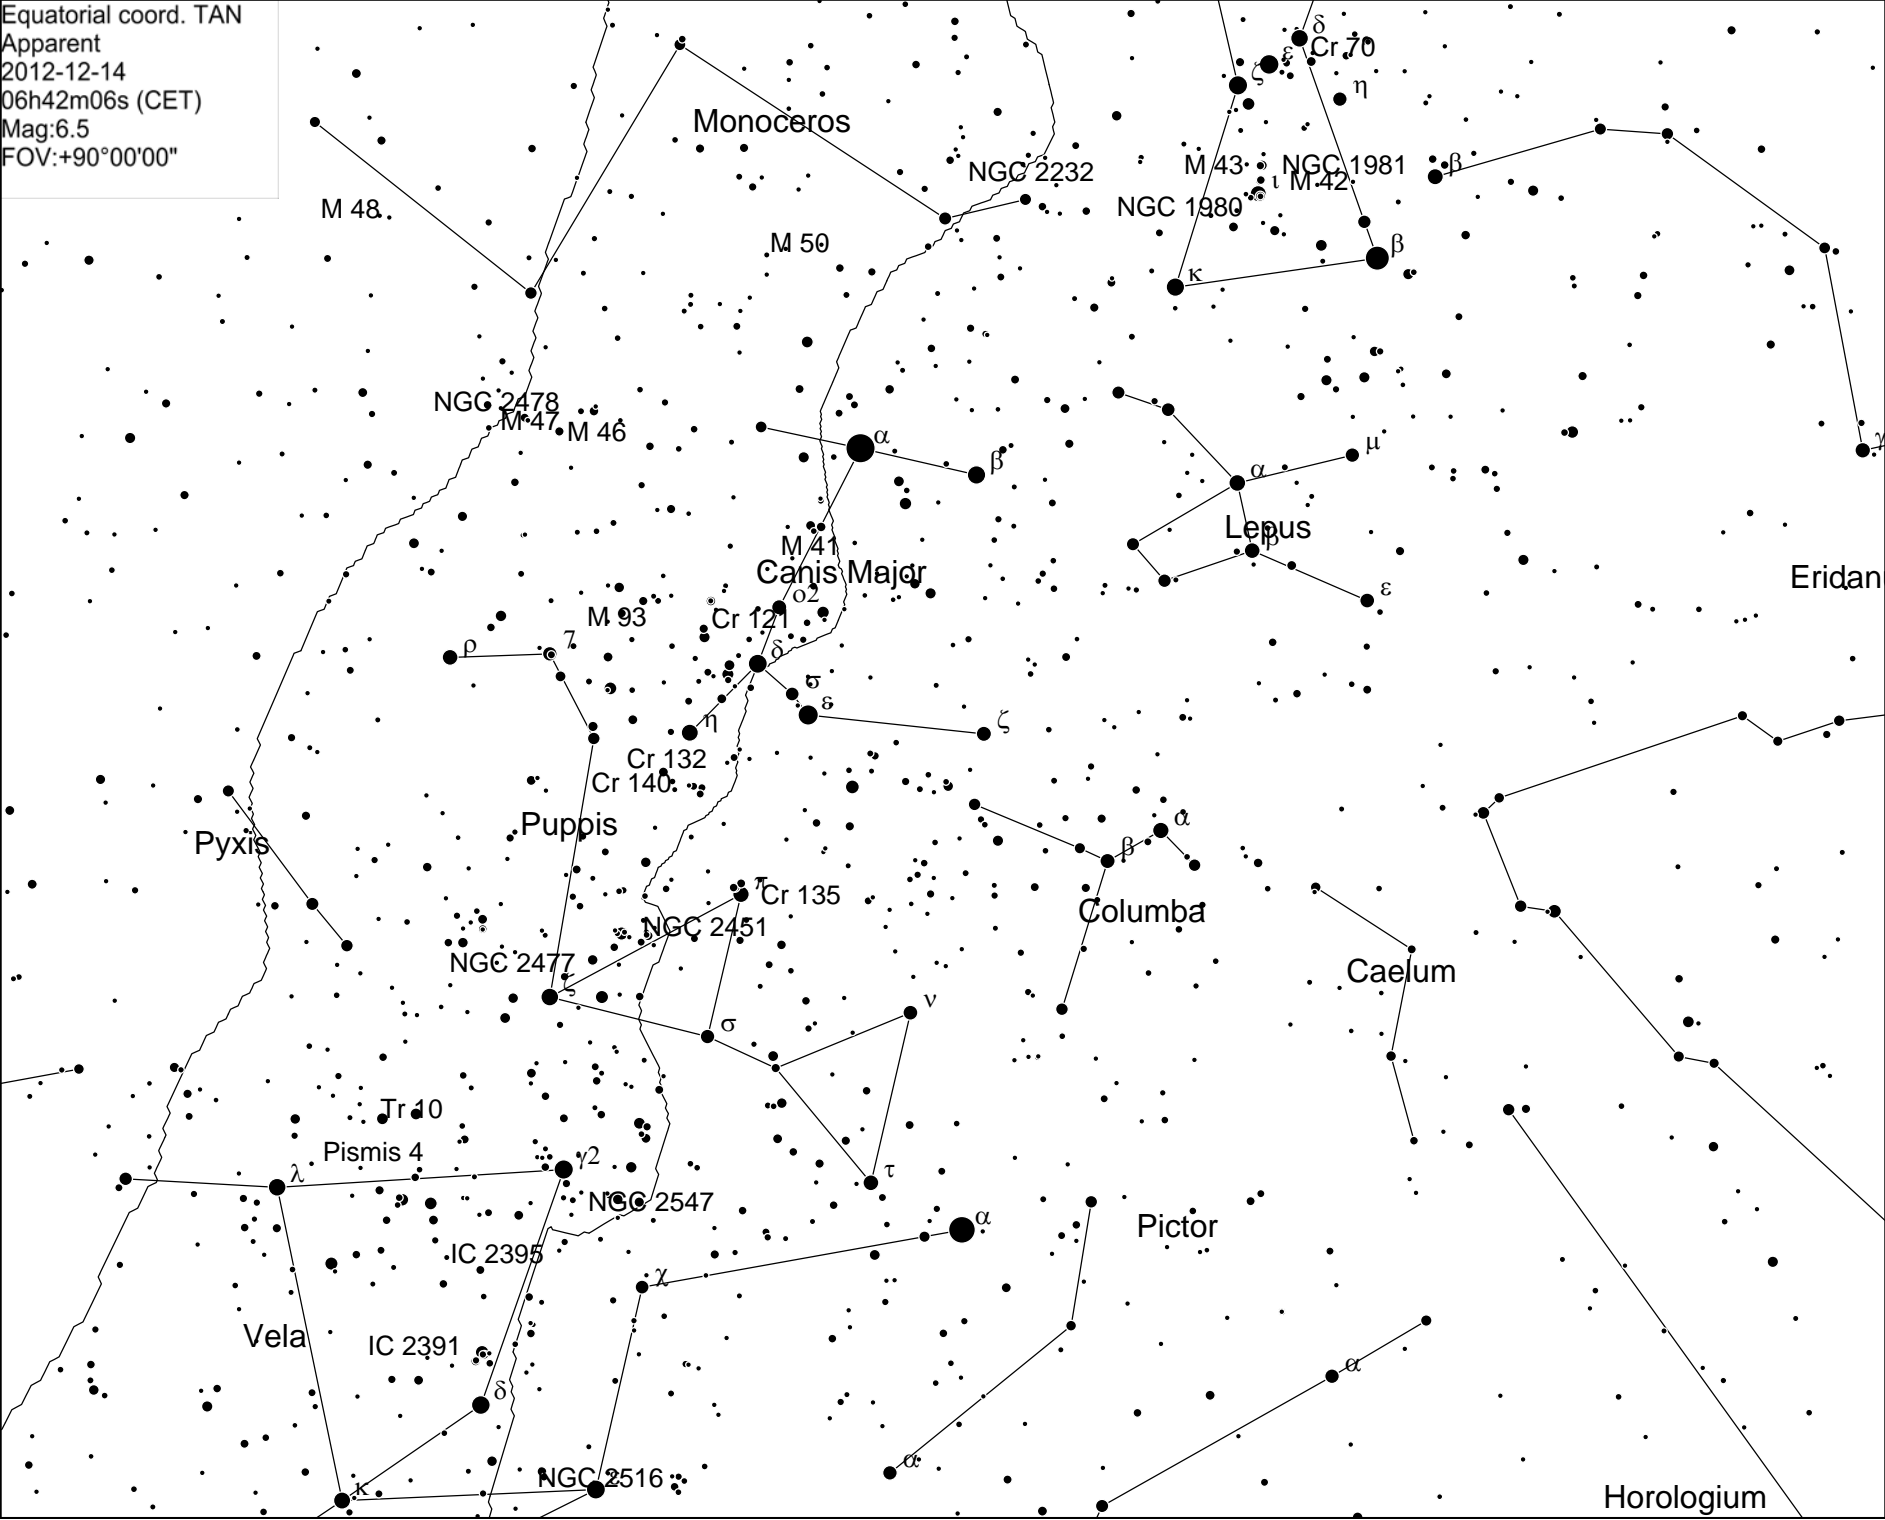 Equatorial coord. TAN
Apparent
2012-12-14
06h42m06s (CET)
Mag:6.5
FOV:+90°00'00"
δ
Cr 70
ε
ζ
η
Monoceros
NGC 2232
M 43
NGC 1981
β
ι
M 42
NGC 1980
M 48
M 50
β
κ
NGC 2478
M 47
M 46
α
β
μ
γ
α
Lepus
β
M 41
Canis Major
Eridan
ο2
ε
M 93
Cr 121
ρ
7
δ
σ
ε
η
ζ
Cr 132
Cr 140
Puppis
Pyxis
α
β
π
Cr 135
Columba
NGC 2451
NGC 2477
Caelum
ζ
ν
σ
Tr 10
Pismis 4
γ2
λ
τ
NGC 2547
α
Pictor
IC 2395
χ
Vela
IC 2391
α
δ
α
NGC 2516
ε
κ
Horologium